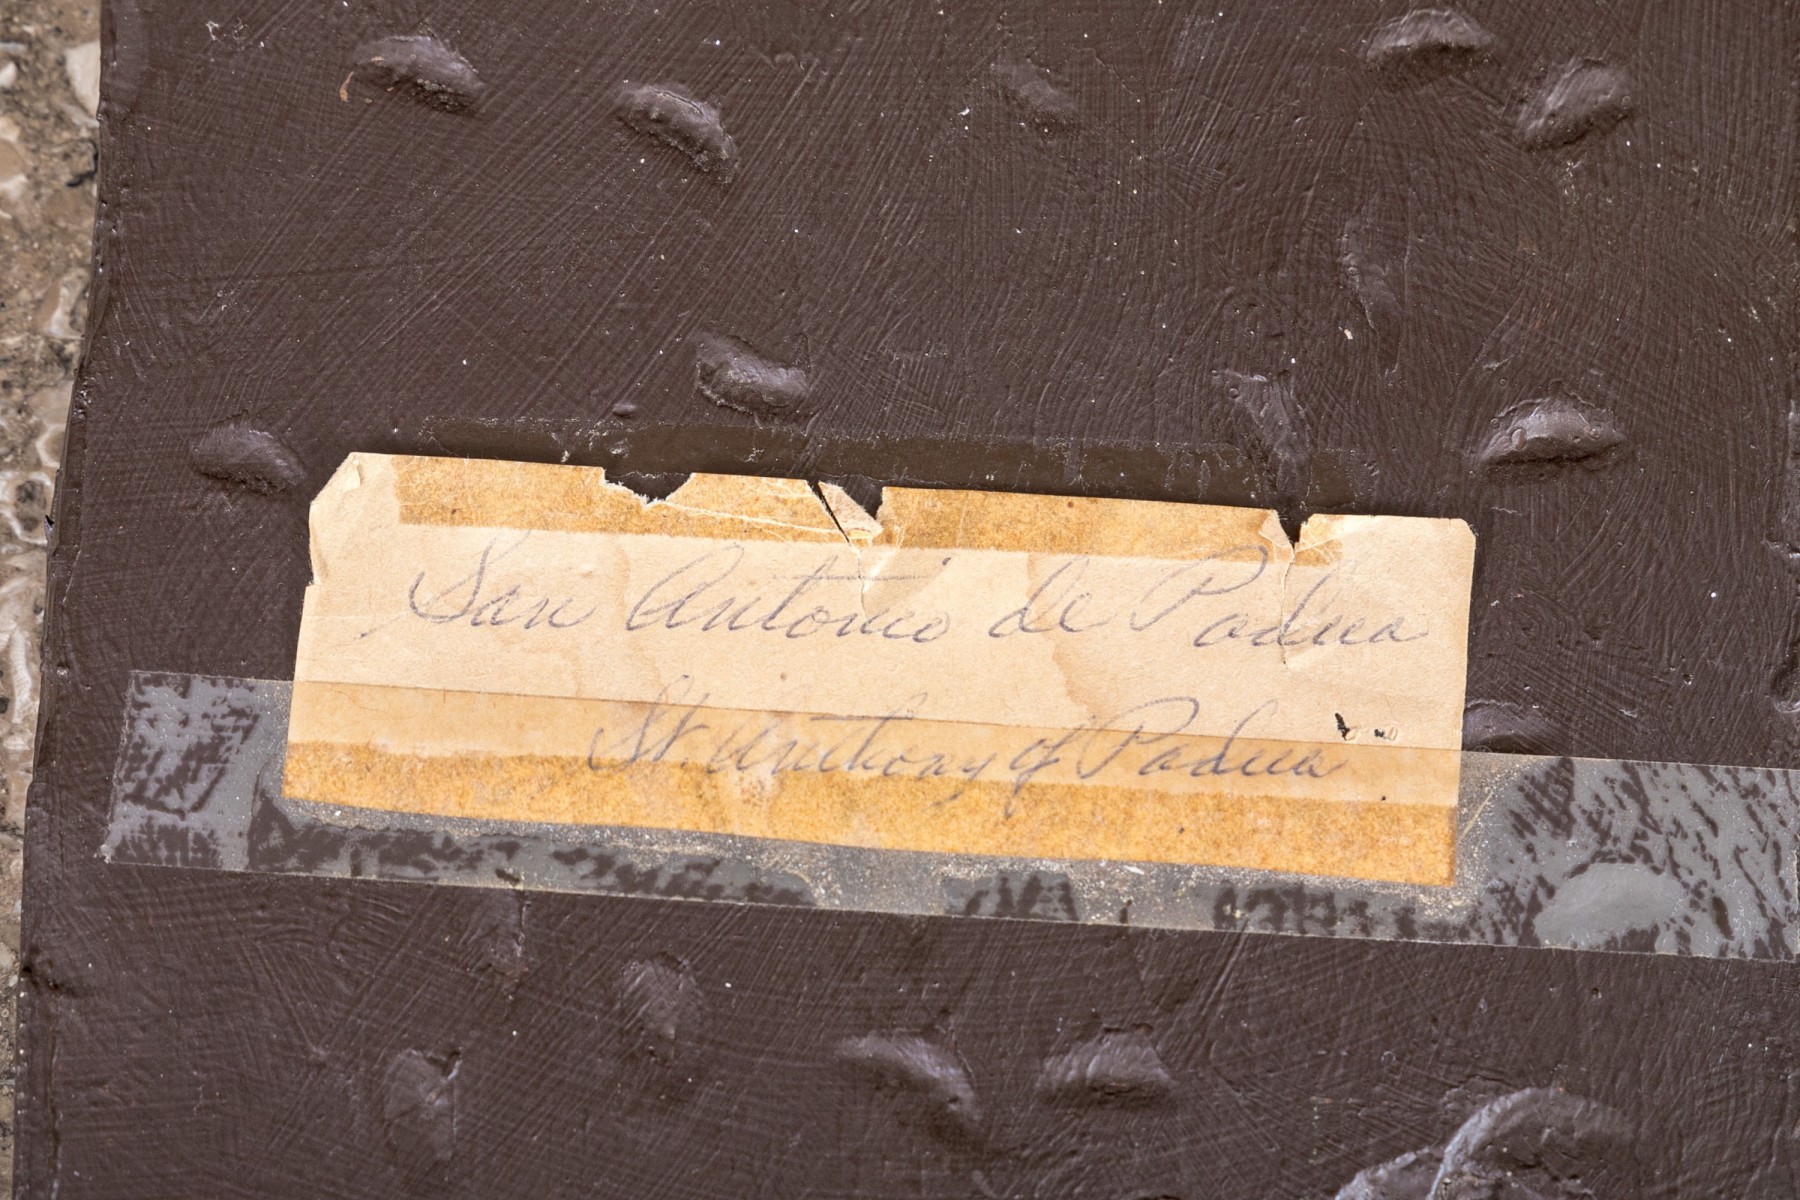 San Antonio de Padua
St. Anthony of Padua